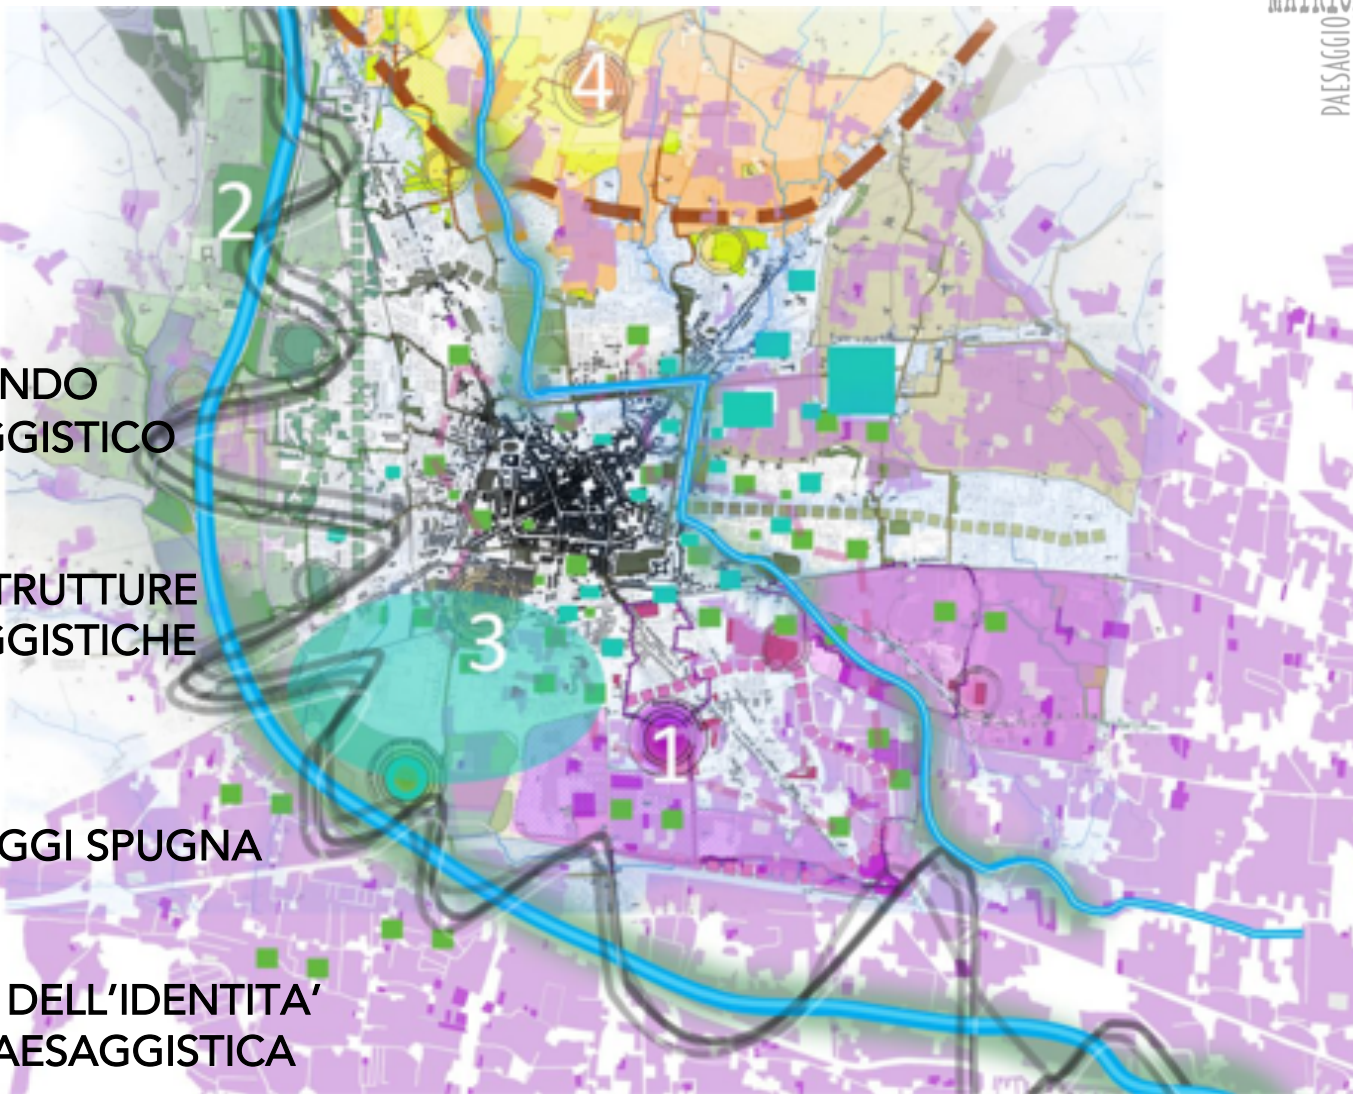 PAESAGGIO
4
2
NDO
GGISTICO
TRUTTURE
GGISTICHE
3
1
GGI SPUGNA
DELL'IDENTITA'
AESAGGISTICA